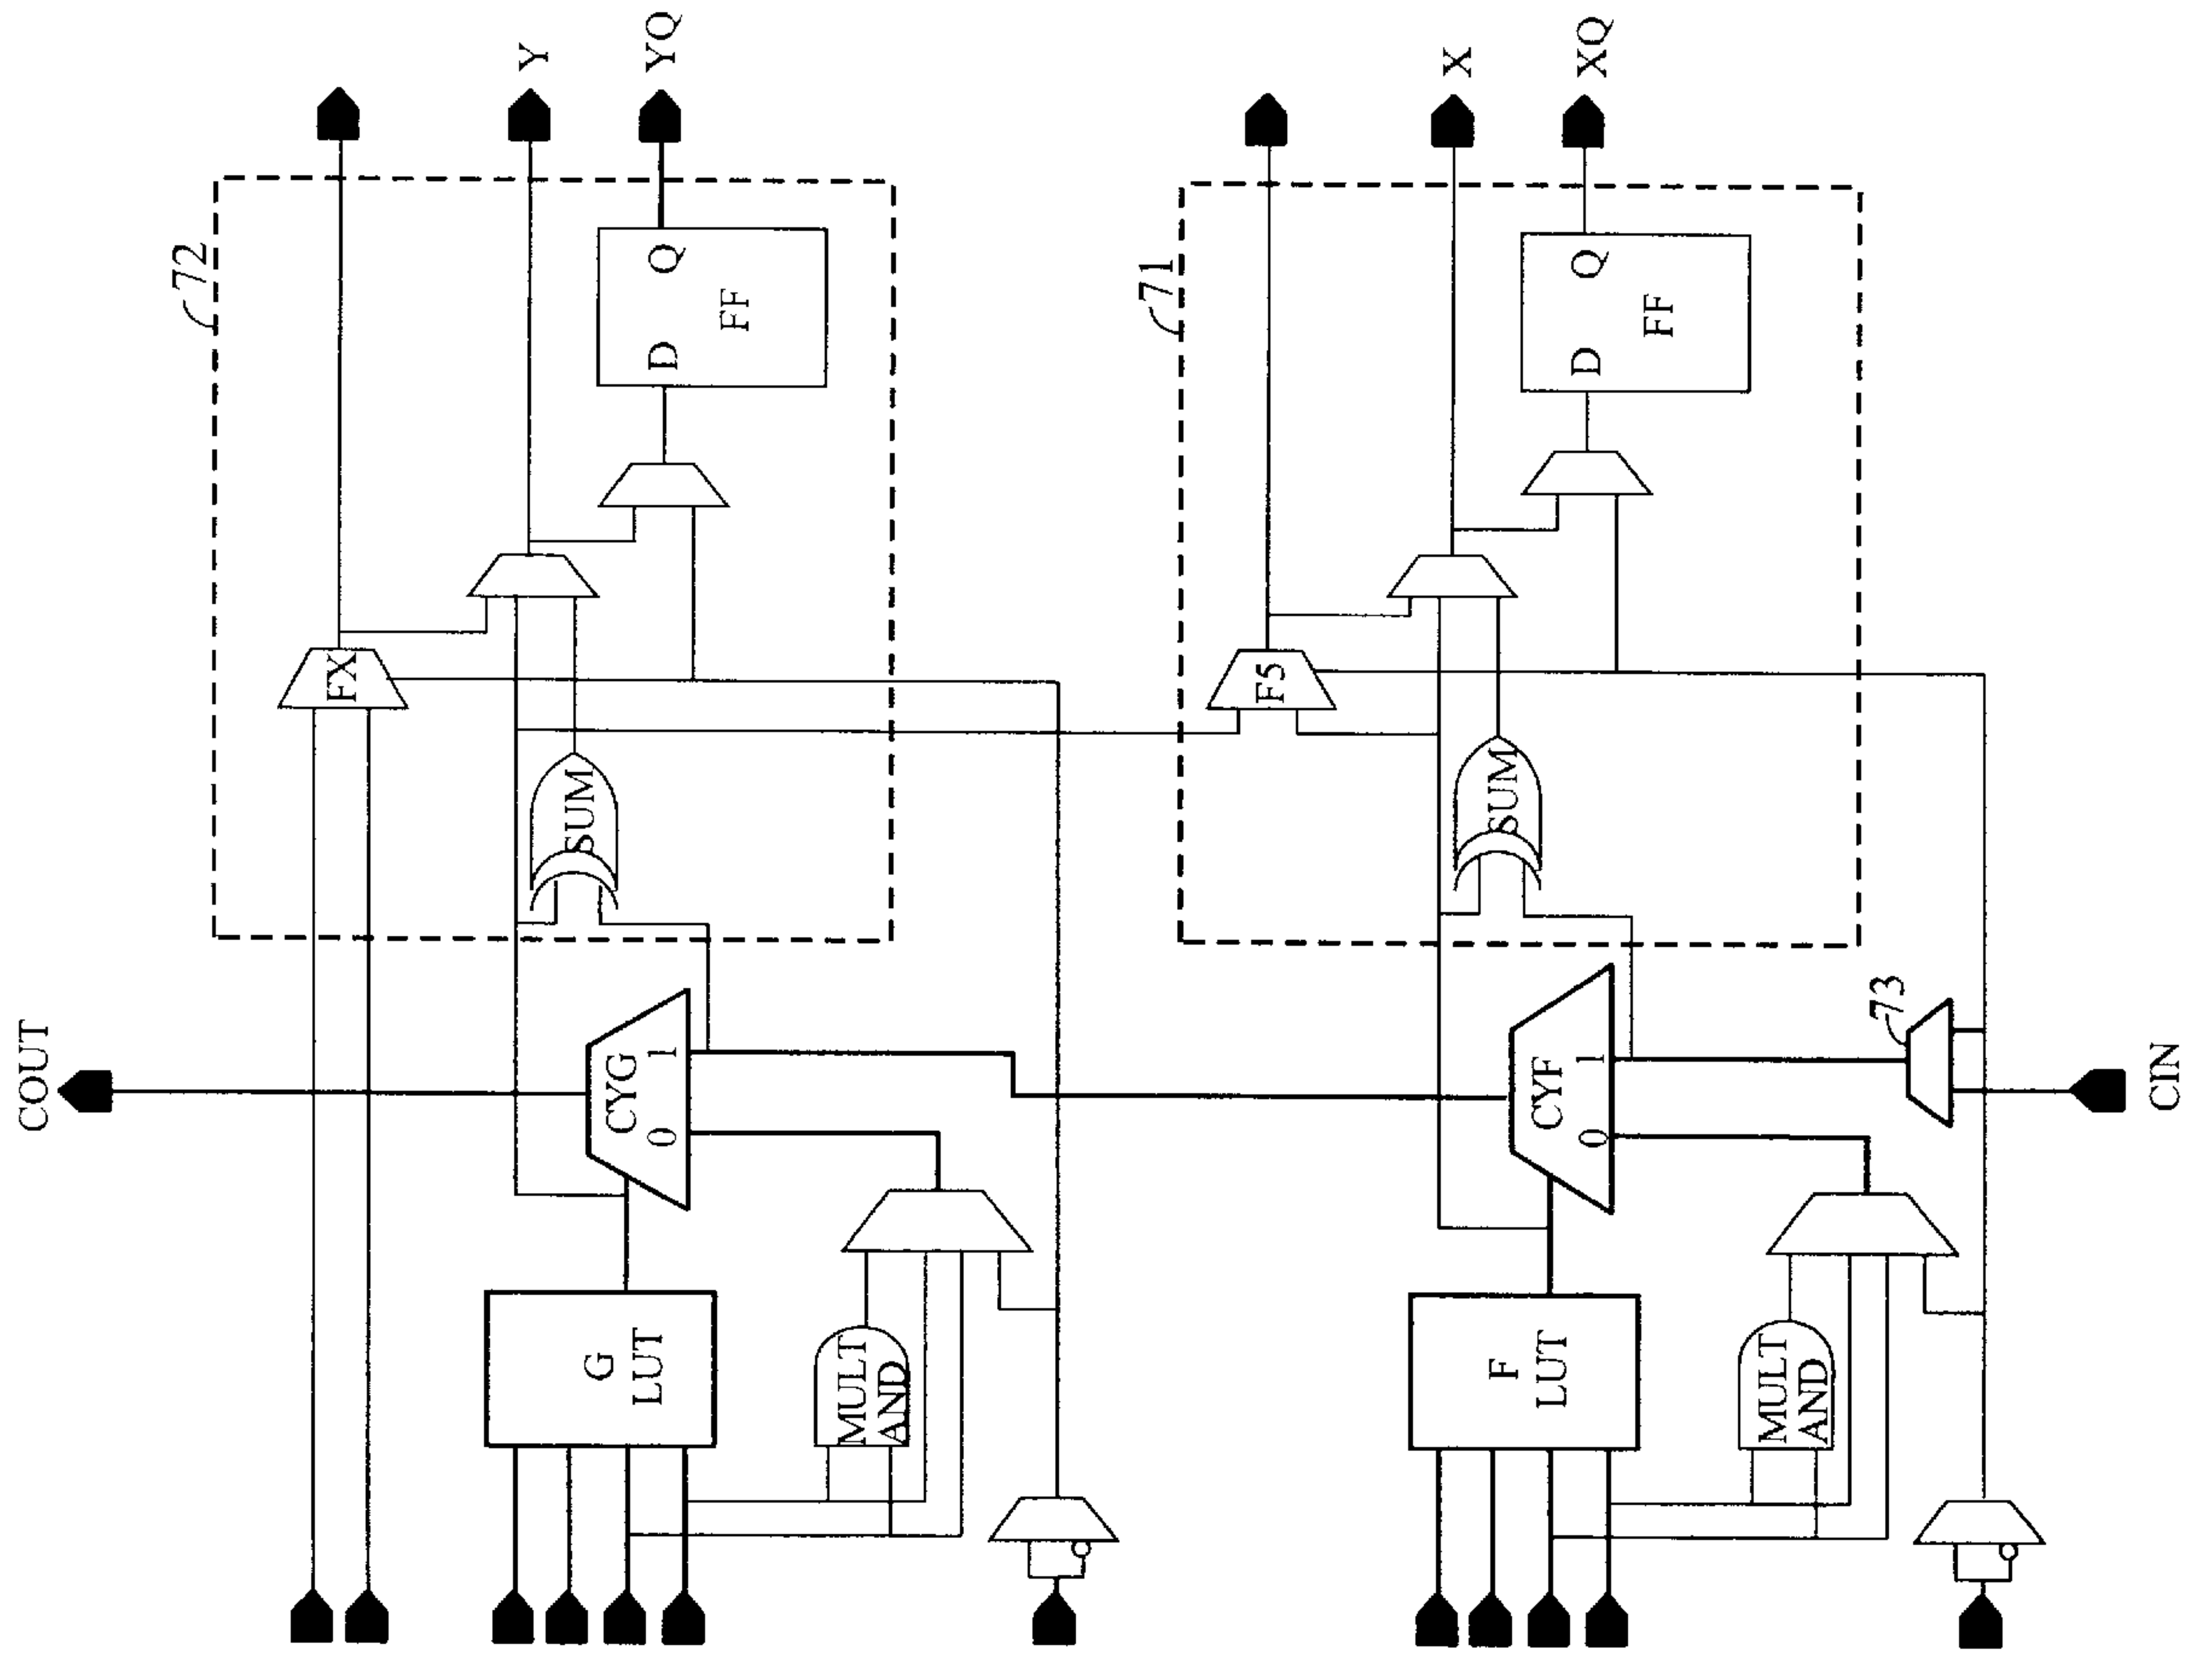 COUT
72
FX
Y
YQ
D Q
FF
SUM
CYG
0 1
G
LUT
MULT
AND
71
F5
X
XQ
D Q
FF
SUM
CYF
0 1
F
LUT
MULT
AND
73
CIN